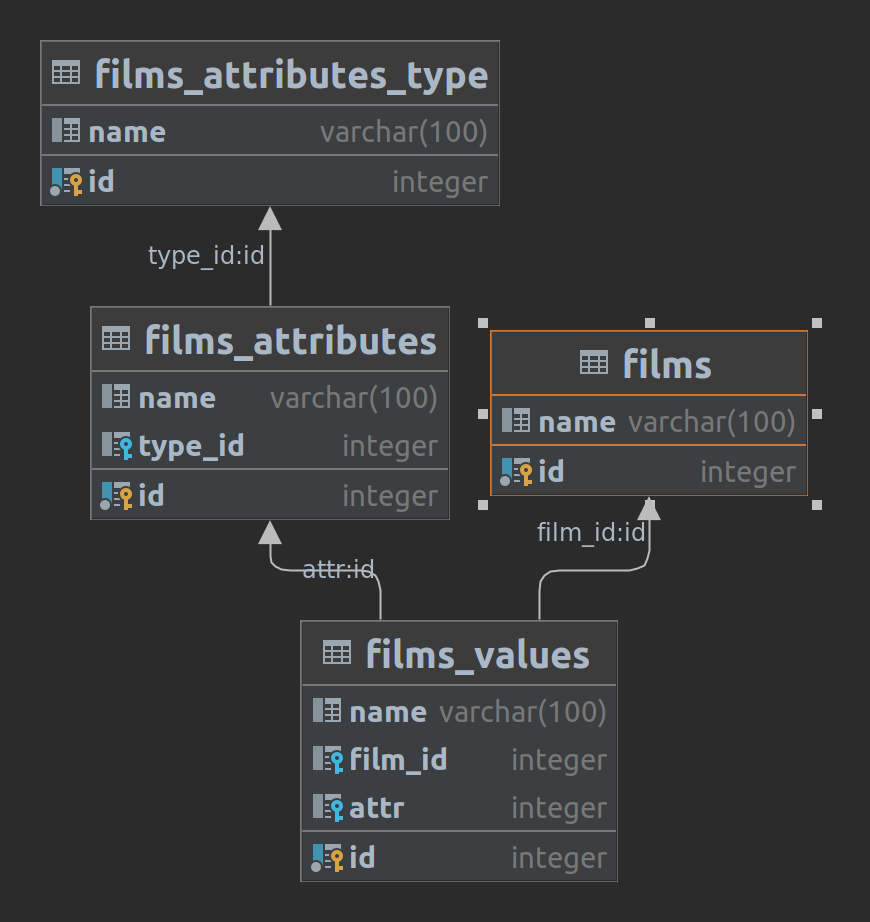 films_attributes_type
name varchar(100)
id integer
type_id:id
films_attributes
name varchar(100)
type_id integer
id integer
films
name varchar(100)
id integer
film_id:id
attr:id
films_values
name varchar(100)
film_id integer
attr integer
id integer